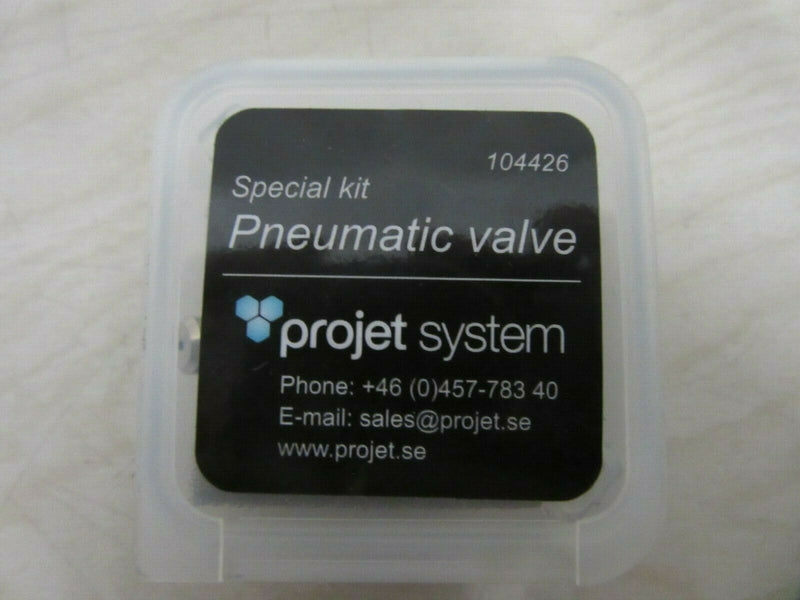 104426
Special kit
Pneumatic valve
projet system
Phone: +46 (0)457-783 40
E-mail: sales@projet.se
www.projet.se